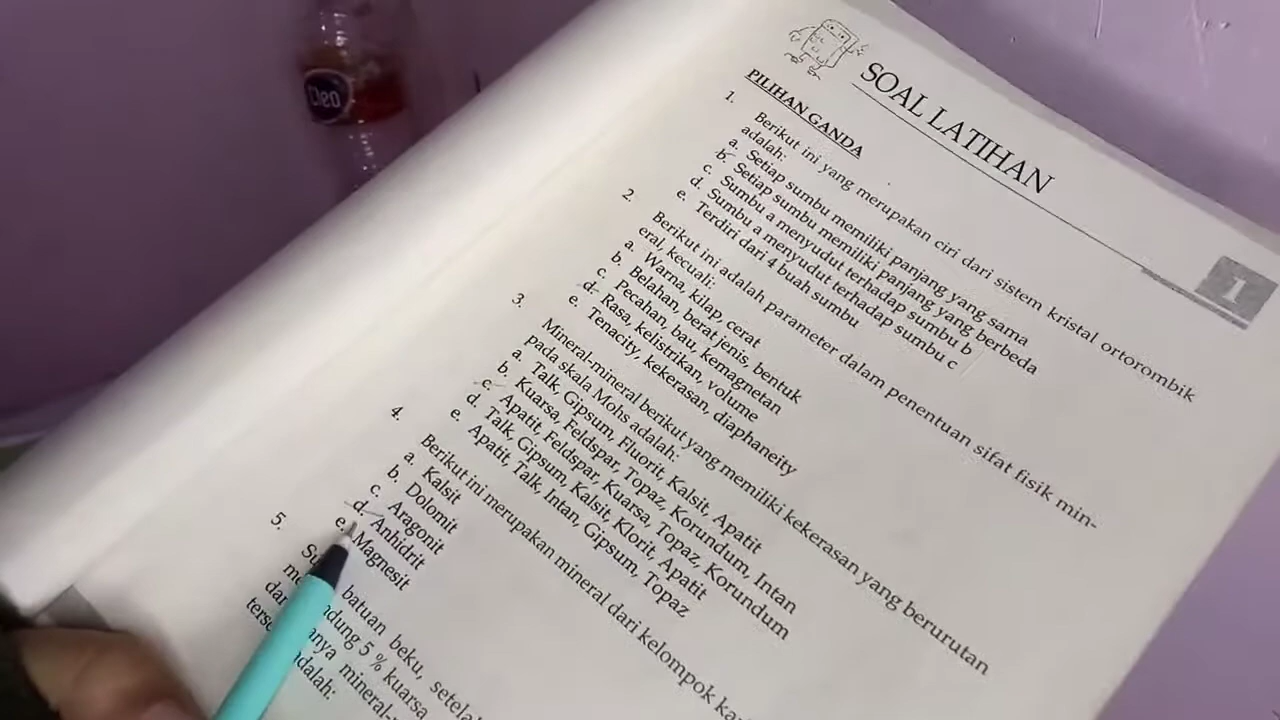 Cleo
SOAL LATIHAN
1
PILIHAN GANDA
1. Berikut ini yang merupakan ciri dari sistem kristal ortorombik
adalah:
a. Setiap sumbu memiliki panjang yang sama
b. Setiap sumbu memiliki panjang yang berbeda
c. Sumbu a menyudut terhadap sumbu b
d. Sumbu a menyudut terhadap sumbu c
e. Terdiri dari 4 buah sumbu
2. Berikut ini adalah parameter dalam penentuan sifat fisik min-
eral, kecuali:
a. Warna, kilap, cerat
b. Belahan, berat jenis, bentuk
c. Pecahan, bau, kemagnetan
d. Rasa, kelistrikan, volume
e. Tenacity, kekerasan, diaphaneity
3. Mineral-mineral berikut yang memiliki kekerasan yang berurutan
pada skala Mohs adalah:
a. Talk, Gipsum, Fluorit, Kalsit, Apatit
b. Kuarsa, Feldspar, Topaz, Korundum, Intan
c. Apatit, Feldspar, Kuarsa, Topaz, Korundum
d. Talk, Gipsum, Kalsit, Klorit, Apatit
e. Apatit, Talk, Intan, Gipsum, Topaz
4. Berikut ini merupakan mineral dari kelompok
a. Kalsit
b. Dolomit
c. Aragonit
d. Anhidrit
e. Magnesit
5. batuan beku,
5 % kuarsa
adalah: